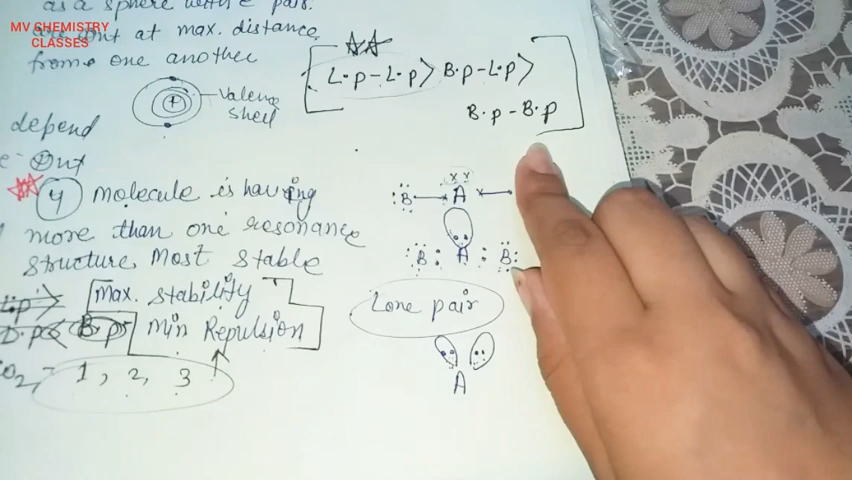 as a sphere with e pair.
MV CHEMISTRY
CLASSES
at max. distance
from one another
L.p - L.p > B.p - L.p >
B.p - B.p
Valence
shell
+
depend
4 Molecule is having
more than one resonance
structure Most stable
max. stability
Min Repulsion
L.p >
B.p
1, 2, 3
B A
B : A : B
Lone pair
A